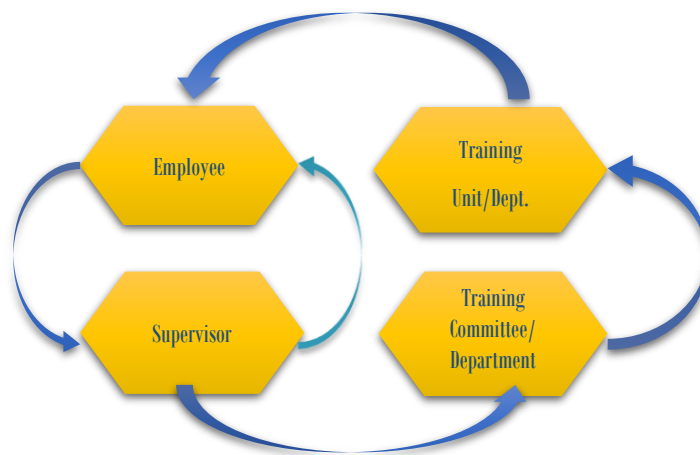 Employee
Training
Unit/Dept.
Supervisor
Training
Committee/
Department